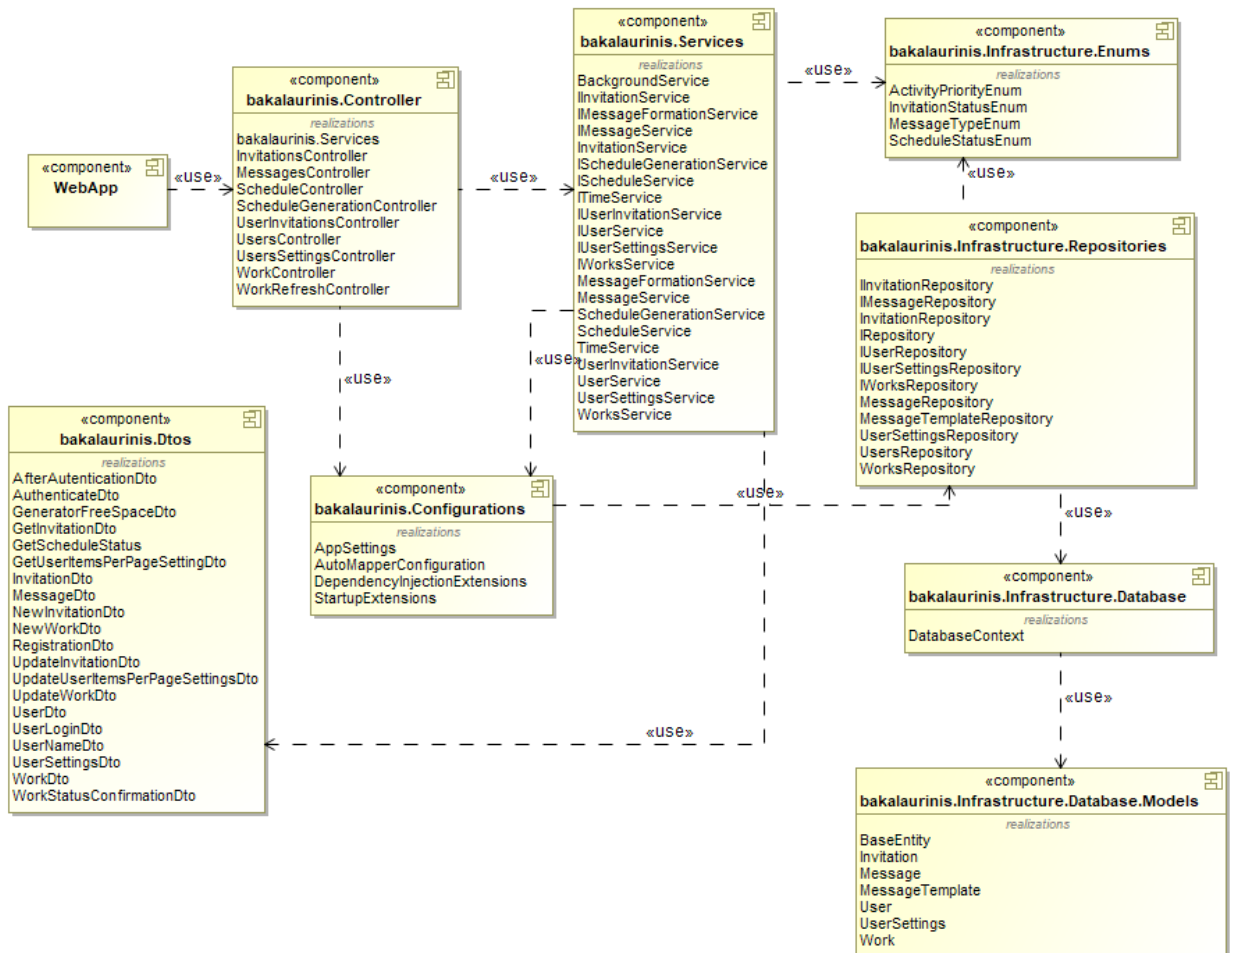 «component»
WebApp
«use»
«component»
bakalaurinis.Controller
realizations
bakalaurinis.Services
InvitationsController
MessagesController
ScheduleController
ScheduleGenerationController
UserInvitationsController
UsersController
UsersSettingsController
WorkController
WorkRefreshController
«use»
«use»
«component»
bakalaurinis.Services
realizations
BackgroundService
IInvitationService
IMessageFormationService
IMessageService
InvitationService
IScheduleGenerationService
IScheduleService
ITimeService
IUserInvitationService
IUserService
IUserSettingsService
IWorksService
MessageFormationService
MessageService
ScheduleGenerationService
ScheduleService
TimeService
UserInvitationService
UserService
UserSettingsService
WorksService
«use»
«use»
«component»
bakalaurinis.Infrastructure.Enums
realizations
ActivityPriorityEnum
InvitationStatusEnum
MessageTypeEnum
ScheduleStatusEnum
«use»
«component»
bakalaurinis.Infrastructure.Repositories
realizations
IInvitationRepository
IMessageRepository
InvitationRepository
IRepository
IUserRepository
IUserSettingsRepository
IWorksRepository
MessageRepository
MessageTemplateRepository
UserSettingsRepository
UsersRepository
WorksRepository
«component»
bakalaurinis.Dtos
realizations
AfterAutenticationDto
AuthenticateDto
GeneratorFreeSpaceDto
GetInvitationDto
GetScheduleStatus
GetUserItemsPerPageSettingDto
InvitationDto
MessageDto
NewInvitationDto
NewWorkDto
RegistrationDto
UpdateInvitationDto
UpdateUserItemsPerPageSettingsDto
UpdateWorkDto
UserDto
UserLoginDto
UserNameDto
UserSettingsDto
WorkDto
WorkStatusConfirmationDto
«component»
bakalaurinis.Configurations
realizations
AppSettings
AutoMapperConfiguration
DependencyInjectionExtensions
StartupExtensions
«use»
«use»
«use»
«component»
bakalaurinis.Infrastructure.Database
realizations
DatabaseContext
«use»
«component»
bakalaurinis.Infrastructure.Database.Models
realizations
BaseEntity
Invitation
Message
MessageTemplate
User
UserSettings
Work